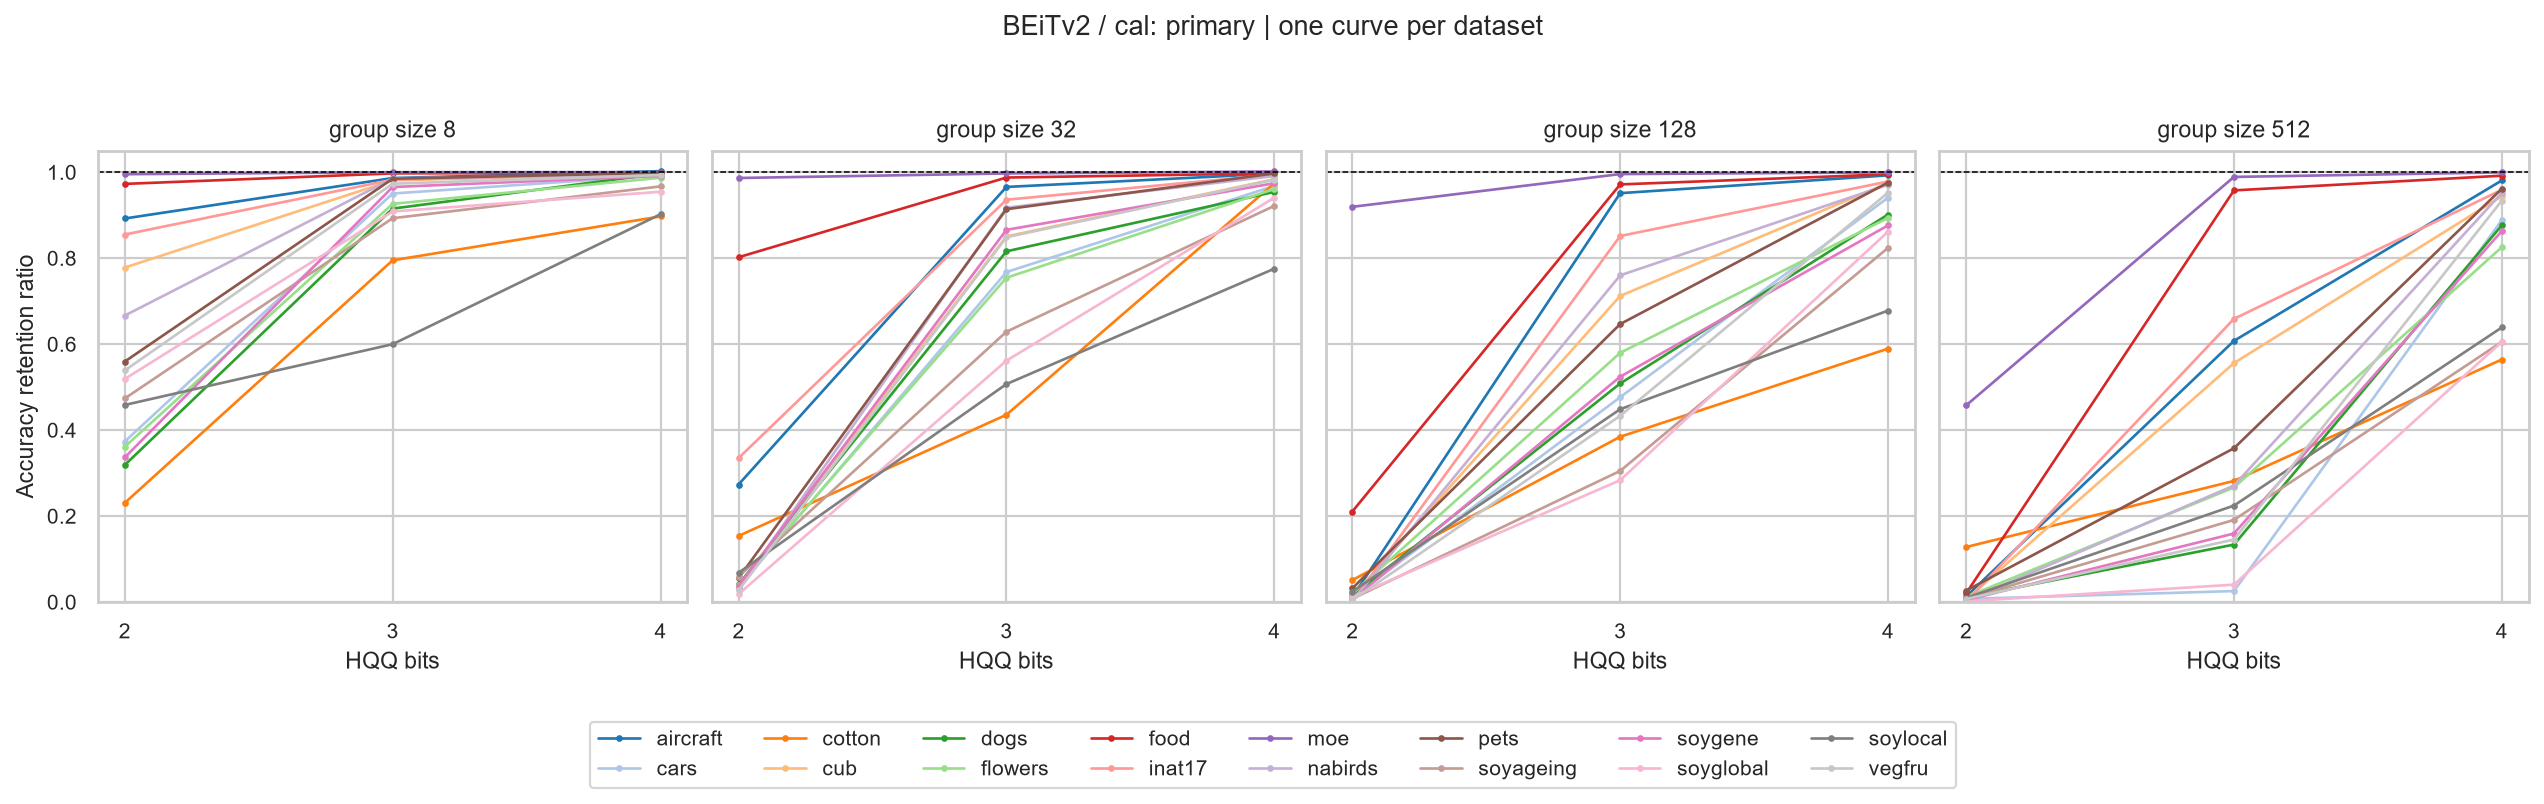 BEiTv2 / cal: primary | one curve per dataset
group size 8
group size 32
group size 128
group size 512
Accuracy retention ratio
1.0
0.8
0.6
0.4
0.2
0.0
2 3 4
2 3 4
2 3 4
2 3 4
HQQ bits
HQQ bits
HQQ bits
HQQ bits
aircraft cotton dogs food moe pets soygene soylocal
cars cub flowers inat17 nabirds soyageing soyglobal vegfru